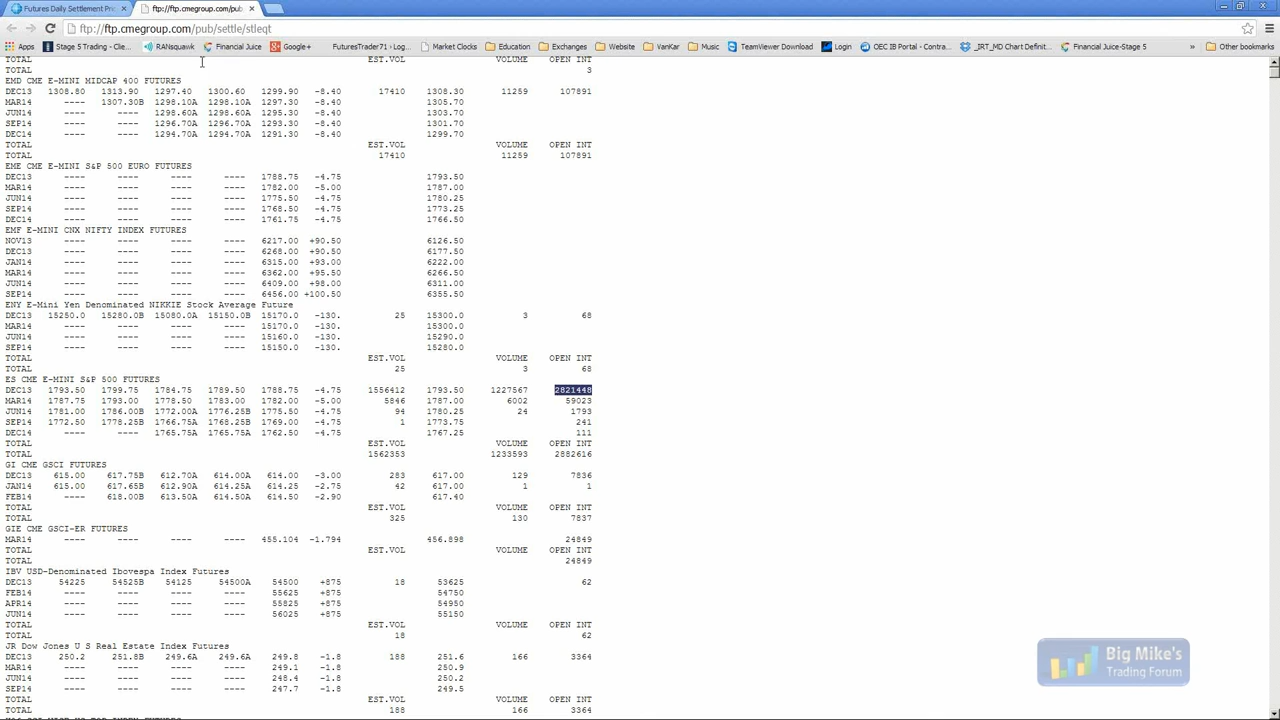 Futures Daily Settlement Pr
ftp://ftp.cmegroup.com/pub
ftp://ftp.cmegroup.com/pub/settle/stleqt
Apps Stage 5 Trading - Clie... RANsquawk Financial Juice Google+ FuturesTrader71 › Log... Market Clocks Education Exchanges Website VanKar Music TeamViewer Download Login OEC IB Portal - Contra... _IRT_MD Chart Definit... Financial Juice-Stage 5 » Other bookmarks
TOTAL EST.VOL VOLUME OPEN INT
TOTAL 3
EMD CME E-MINI MIDCAP 400 FUTURES
DEC13 1308.80 1313.90 1297.40 1300.60 1299.90 -8.40 17410 1308.30 11259 107891
MAR14 ---- 1307.30B 1298.10A 1298.10A 1297.30 -8.40 1305.70
JUN14 ---- ---- 1298.60A 1298.60A 1295.30 -8.40 1303.70
SEP14 ---- ---- 1296.70A 1296.70A 1293.30 -8.40 1301.70
DEC14 ---- ---- 1294.70A 1294.70A 1291.30 -8.40 1299.70
TOTAL EST.VOL VOLUME OPEN INT
TOTAL 17410 11259 107891
EME CME E-MINI S&P 500 EURO FUTURES
DEC13 ---- ---- ---- ---- 1788.75 -4.75 1793.50
MAR14 ---- ---- ---- ---- 1782.00 -5.00 1787.00
JUN14 ---- ---- ---- ---- 1775.50 -4.75 1780.25
SEP14 ---- ---- ---- ---- 1768.50 -4.75 1773.25
DEC14 ---- ---- ---- ---- 1761.75 -4.75 1766.50
EMF E-MINI CNX NIFTY INDEX FUTURES
NOV13 ---- ---- ---- ---- 6217.00 +90.50 6126.50
DEC13 ---- ---- ---- ---- 6268.00 +90.50 6177.50
MAR14 ---- ---- ---- ---- 6315.00 +93.00 6222.00
MAR14 ---- ---- ---- ---- 6362.00 +95.50 6266.50
JUN14 ---- ---- ---- ---- 6409.00 +98.00 6311.00
SEP14 ---- ---- ---- ---- 6456.00 +100.50 6355.50
ENY E-Mini Yen Denominated NIKKIE Stock Average Future
DEC13 15250.0 15280.0B 15080.0A 15150.0B 15170.0 -130. 25 15300.0 3 68
MAR14 ---- ---- ---- ---- 15170.0 -130. 15300.0
JUN14 ---- ---- ---- ---- 15160.0 -130. 15290.0
SEP14 ---- ---- ---- ---- 15150.0 -130. 15280.0
TOTAL EST.VOL VOLUME OPEN INT
TOTAL 25 3 68
ES CME E-MINI S&P 500 FUTURES
DEC13 1793.50 1799.75 1784.75 1789.50 1788.75 -4.75 1556412 1793.50 1227567 2821448
MAR14 1787.75 1793.00 1778.50 1783.00 1782.00 -5.00 5846 1787.00 6002 59023
JUN14 1781.00 1786.00B 1772.00A 1776.25B 1775.50 -4.75 94 1780.25 24 1793
SEP14 1772.50 1778.25B 1766.75A 1768.25B 1769.00 -4.75 1 1773.75 241
DEC14 ---- ---- 1765.75A 1765.75A 1762.50 -4.75 1767.25 111
TOTAL EST.VOL VOLUME OPEN INT
TOTAL 1562353 1233593 2882616
GI CME GSCI FUTURES
DEC13 615.00 617.75B 612.70A 614.00A 614.00 -3.00 283 617.00 129 7836
JAN14 615.00 617.65B 612.90A 614.25A 614.25 -2.75 42 617.00 1 1
FEB14 ---- 618.00B 613.50A 614.50A 614.50 -2.90 617.40
TOTAL EST.VOL VOLUME OPEN INT
TOTAL 325 130 7837
GIE CME GSCI-ER FUTURES
MAR14 ---- ---- ---- ---- 455.104 -1.794 456.898 24849
TOTAL EST.VOL VOLUME OPEN INT
TOTAL 24849
IBV USD-Denominated Ibovespa Index Futures
DEC13 54225 54525B 54125 54500A 54500 +875 18 53625 62
FEB14 ---- ---- ---- ---- 55625 +875 54750
APR14 ---- ---- ---- ---- 55825 +875 54950
JUN14 ---- ---- ---- ---- 56025 +875 55150
TOTAL EST.VOL VOLUME OPEN INT
TOTAL 18 62
JR Dow Jones U S Real Estate Index Futures
DEC13 250.2 251.8B 249.6A 249.6A 249.8 -1.8 188 251.6 166 3364
MAR14 ---- ---- ---- ---- 249.1 -1.8 250.9
JUN14 ---- ---- ---- ---- 248.4 -1.8 250.2
SEP14 ---- ---- ---- ---- 247.7 -1.8 249.5
TOTAL EST.VOL VOLUME OPEN INT
TOTAL 188 166 3364
Big Mike's
Trading Forum